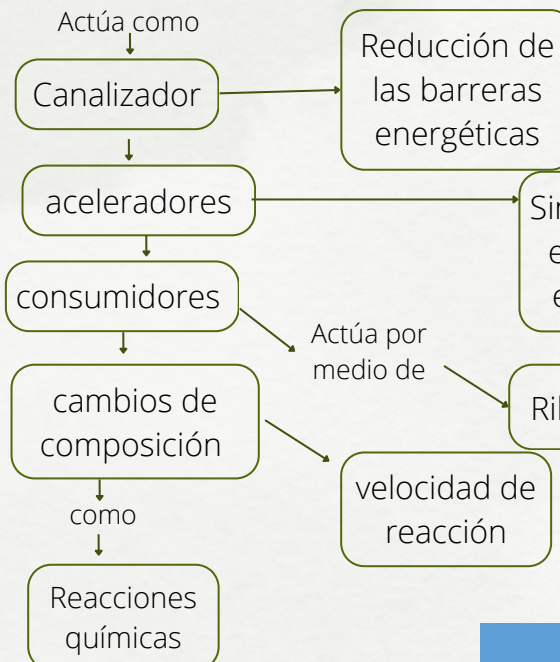 Actúa como
Canalizador
Reducción de
las barreras
energéticas
aceleradores
consumidores
Actúa por
medio de
cambios de
composición
velocidad de
reacción
como
Reacciones
químicas